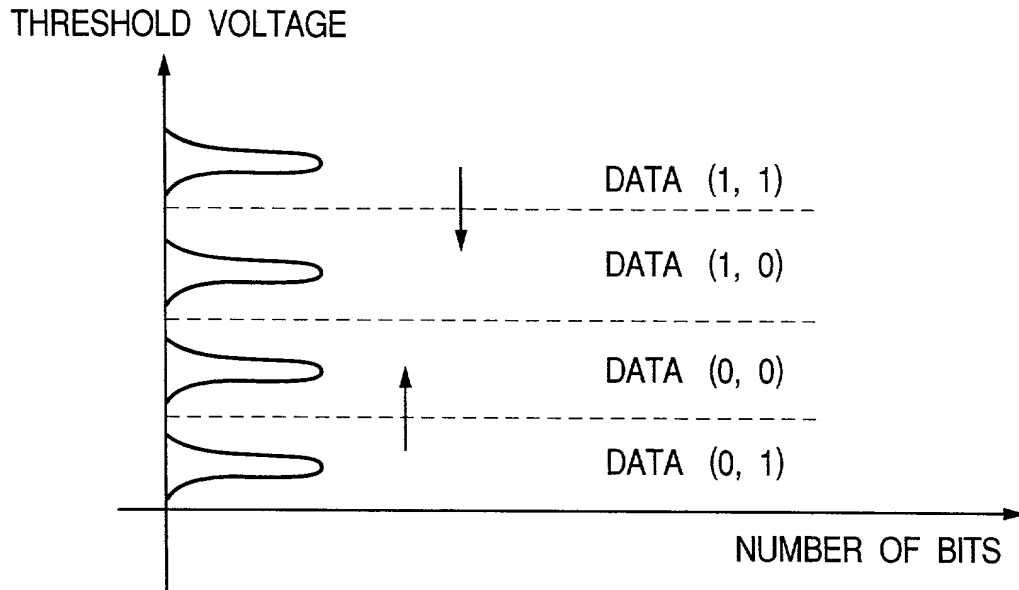 THRESHOLD VOLTAGE
DATA (1, 1)
DATA (1, 0)
DATA (0, 0)
DATA (0, 1)
NUMBER OF BITS